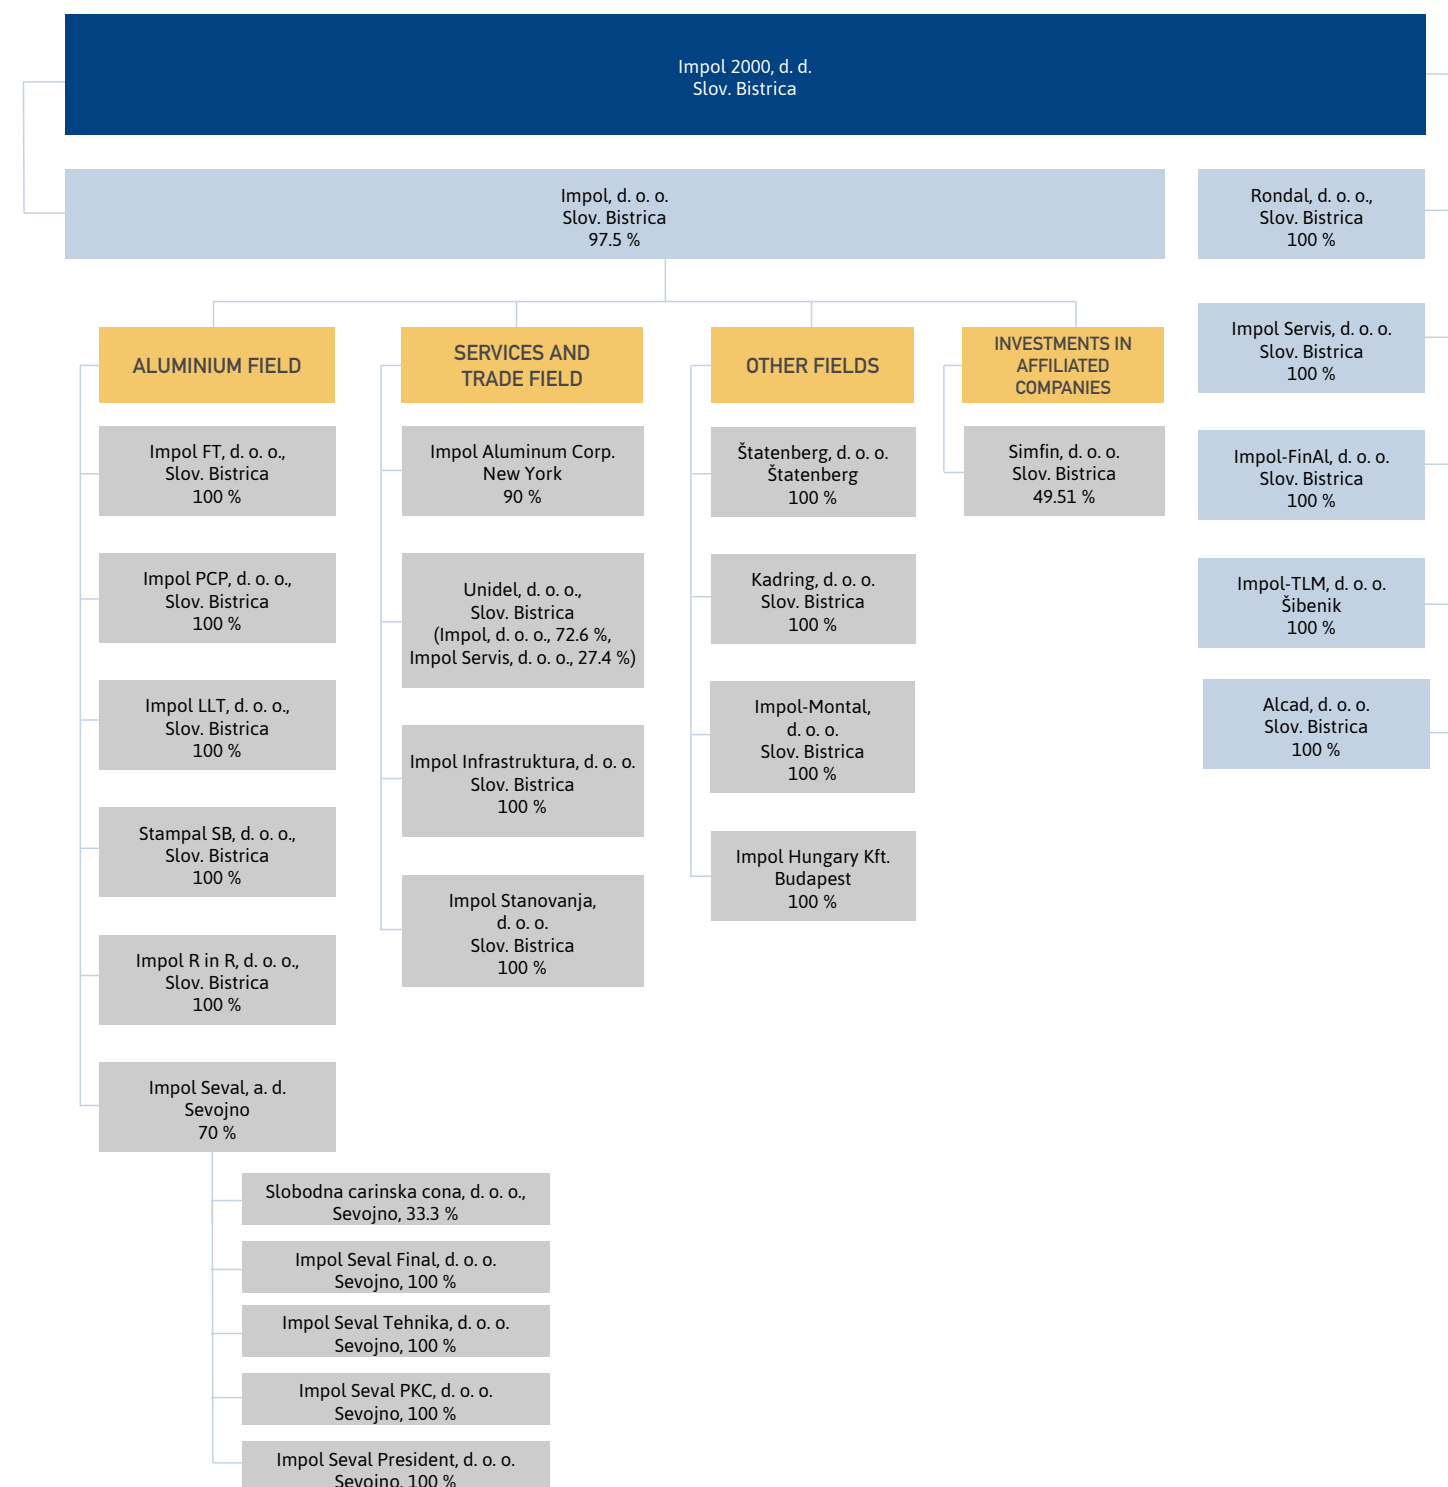 Impol 2000, d. d.
Slov. Bistrica
Impol, d. o. o.
Slov. Bistrica
97.5 %
Rondal, d. o. o.,
Slov. Bistrica
100 %
Impol Servis, d. o. o.
Slov. Bistrica
100 %
Impol-FinAl, d. o. o.
Slov. Bistrica
100 %
Impol-TLM, d. o. o.
Šibenik
100 %
Alcad, d. o. o.
Slov. Bistrica
100 %
ALUMINIUM FIELD
Impol FT, d. o. o.,
Slov. Bistrica
100 %
Impol PCP, d. o. o.,
Slov. Bistrica
100 %
Impol LLT, d. o. o.,
Slov. Bistrica
100 %
Stampal SB, d. o. o.,
Slov. Bistrica
100 %
Impol R in R, d. o. o.,
Slov. Bistrica
100 %
Impol Seval, a. d.
Sevojno
70 %
Slobodna carinska cona, d. o. o.,
Sevojno, 33.3 %
Impol Seval Final, d. o. o.
Sevojno, 100 %
Impol Seval Tehnika, d. o. o.
Sevojno, 100 %
Impol Seval PKC, d. o. o.
Sevojno, 100 %
Impol Seval President, d. o. o.
Sevojno, 100 %
SERVICES AND
TRADE FIELD
Impol Aluminum Corp.
New York
90 %
Unidel, d. o. o.,
Slov. Bistrica
(Impol, d. o. o., 72.6 %,
Impol Servis, d. o. o., 27.4 %)
Impol Infrastruktura, d. o. o.
Slov. Bistrica
100 %
Impol Stanovanja,
d. o. o.
Slov. Bistrica
100 %
OTHER FIELDS
Štatenberg, d. o. o.
Štatenberg
100 %
Kadring, d. o. o.
Slov. Bistrica
100 %
Impol-Montal,
d. o. o.
Slov. Bistrica
100 %
Impol Hungary Kft.
Budapest
100 %
INVESTMENTS IN
AFFILIATED
COMPANIES
Simfin, d. o. o.
Slov. Bistrica
49.51 %